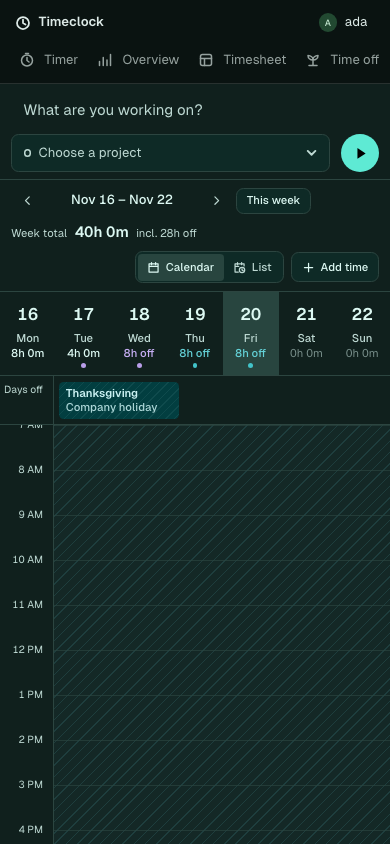 Timeclock
A ada
Timer Overview Timesheet Time off
What are you working on?
Choose a project
Nov 16 – Nov 22 This week
Week total 40h 0m incl. 28h off
Calendar List Add time
16 17 18 19 20 21 22
Mon Tue Wed Thu Fri Sat Sun
8h 0m 4h 0m 8h off 8h off 8h off 0h 0m 0h 0m
Days off
Thanksgiving
Company holiday
7 AM
8 AM
9 AM
10 AM
11 AM
12 PM
1 PM
2 PM
3 PM
4 PM